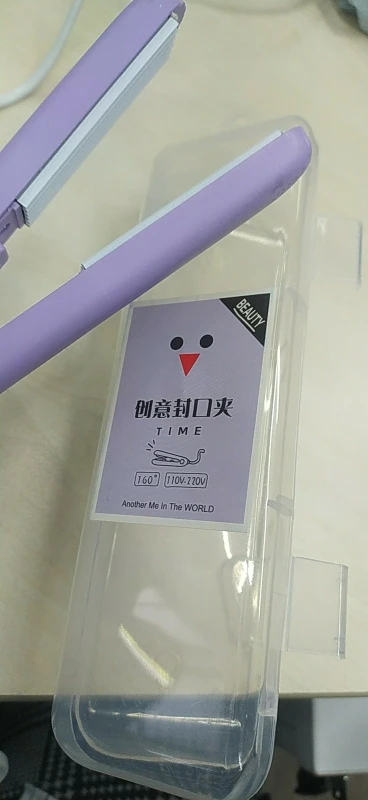 BEAUTY
创意封口夹
TIME
160° 110V-220V
Another Me In The WORLD